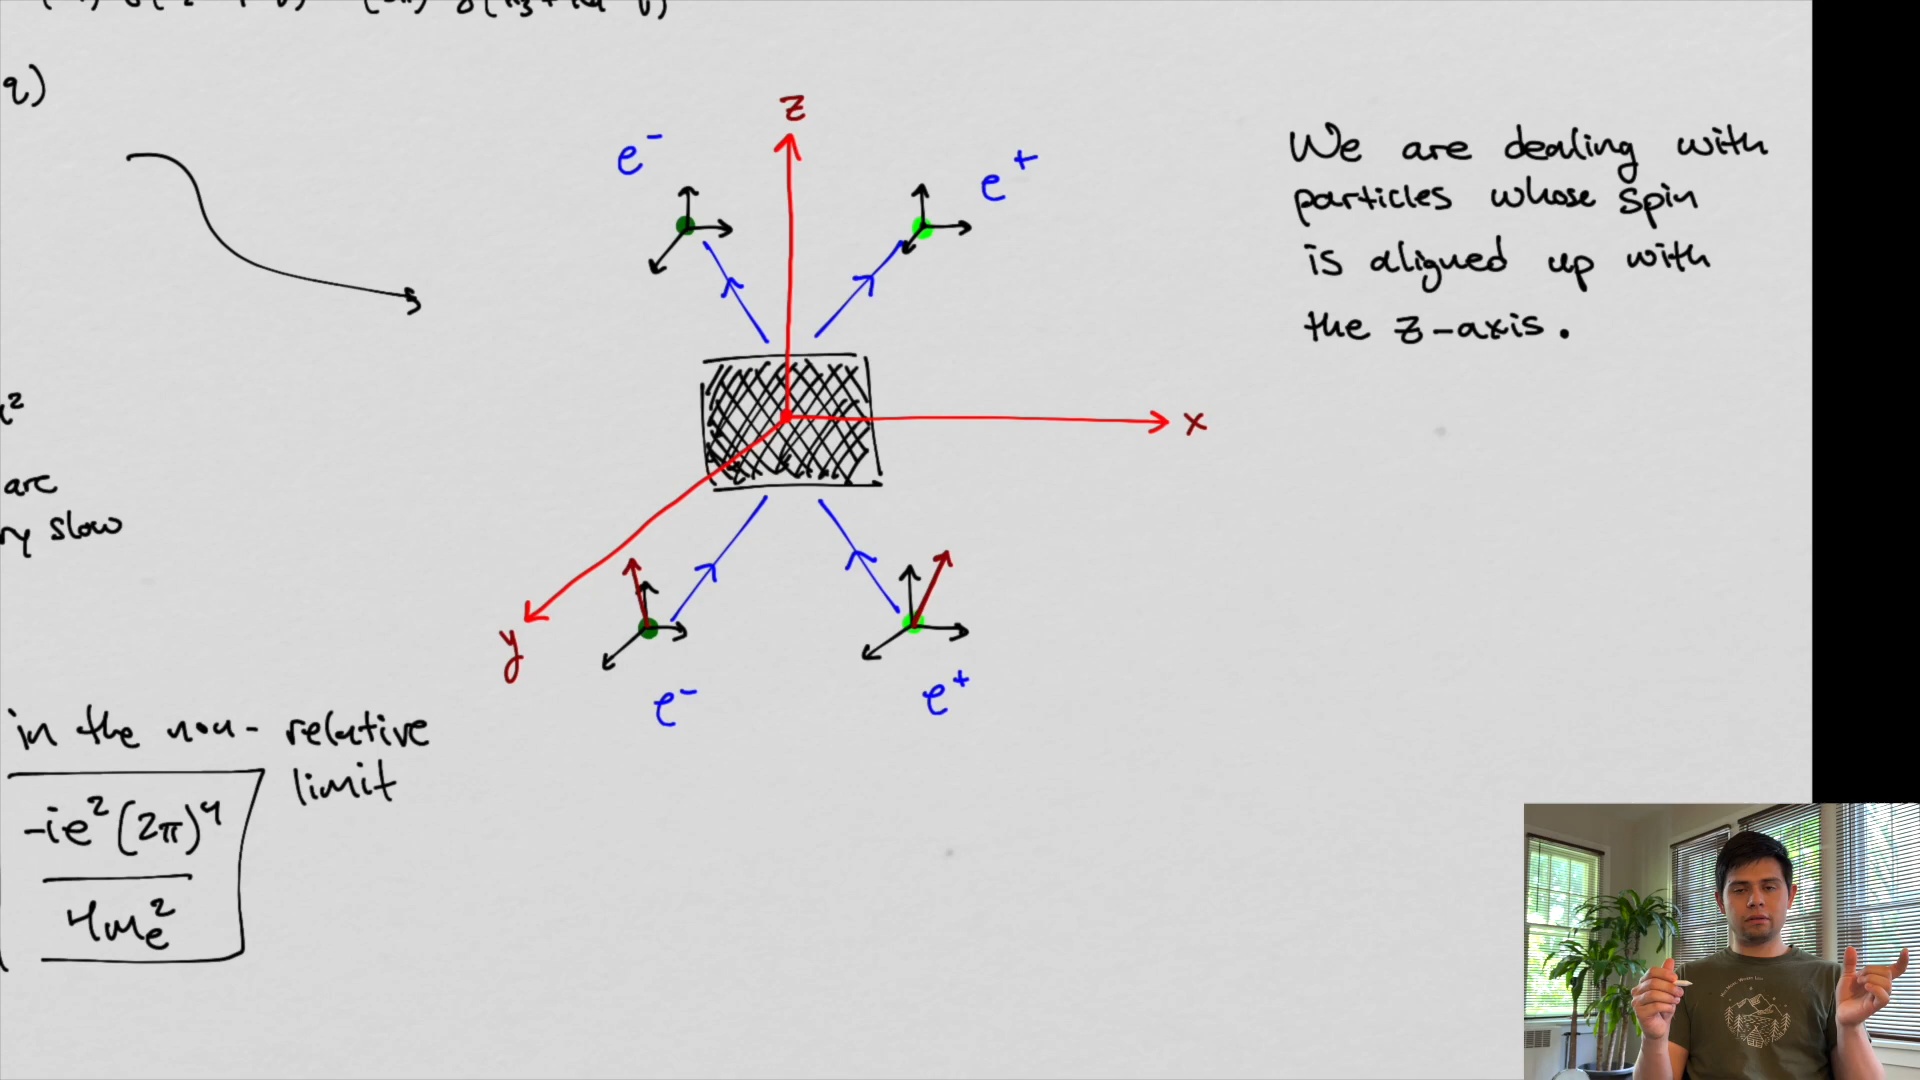 q)
z
e⁻
e⁺
We are dealing with
particles whose spin
is aligned up with
the z-axis.
x
are
slow
y
e⁻
e⁺
in the non-relative
limit
-ie²(2π)⁴
4mₑ²